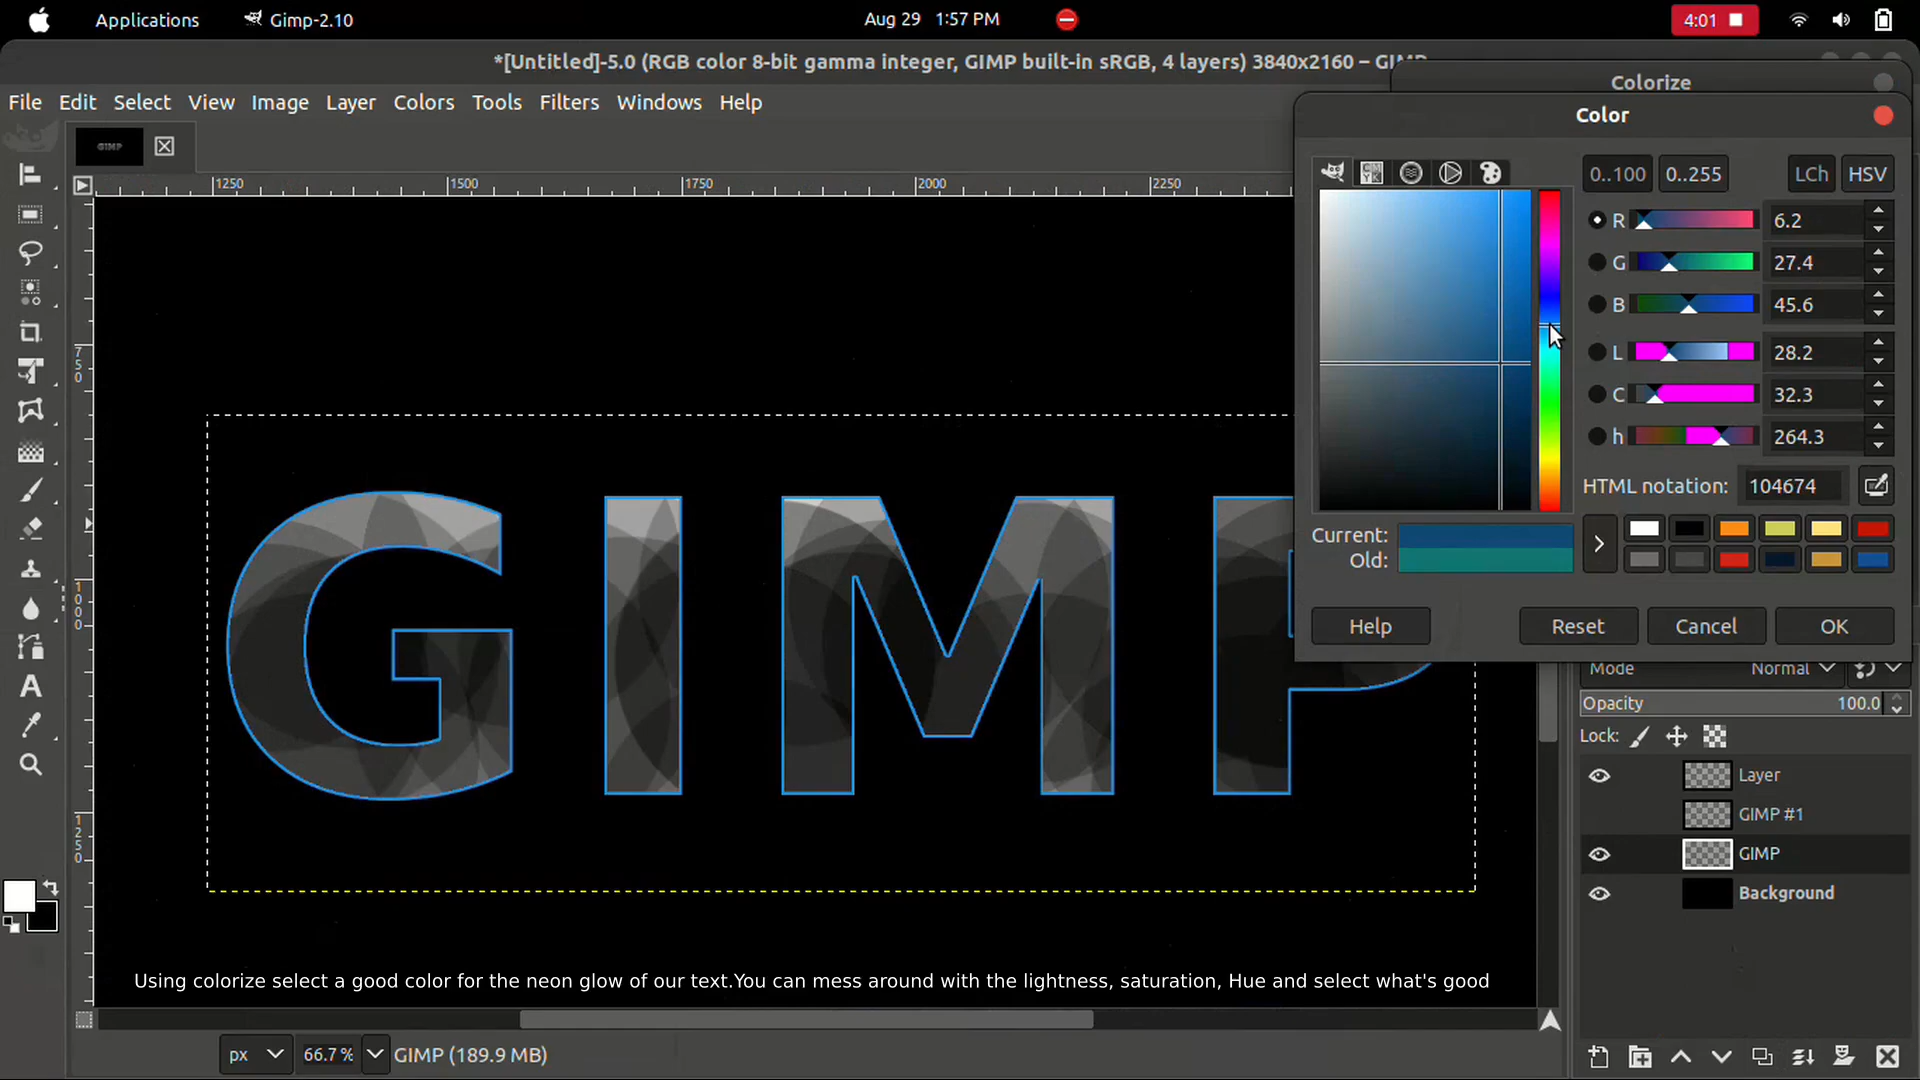 Applications
Gimp-2.10
Aug 29 1:57 PM
4:01
*[Untitled]-5.0 (RGB color 8-bit gamma integer, GIMP built-in sRGB, 4 layers) 3840x2160 – GIMP
Colorize
Color
File Edit Select View Image Layer Colors Tools Filters Windows Help
GIMP
1250 1500 1750 2000 2250
750
1000
1250
GIMP
0..100 0..255 LCh HSV
R 6.2
G 27.4
B 45.6
L 28.2
C 32.3
h 264.3
HTML notation: 104674
Current:
Old:
Help Reset Cancel OK
Mode Normal
Opacity 100.0
Lock:
Layer
GIMP #1
GIMP
Background
Using colorize select a good color for the neon glow of our text.You can mess around with the lightness, saturation, Hue and select what's good
px 66.7 % GIMP (189.9 MB)